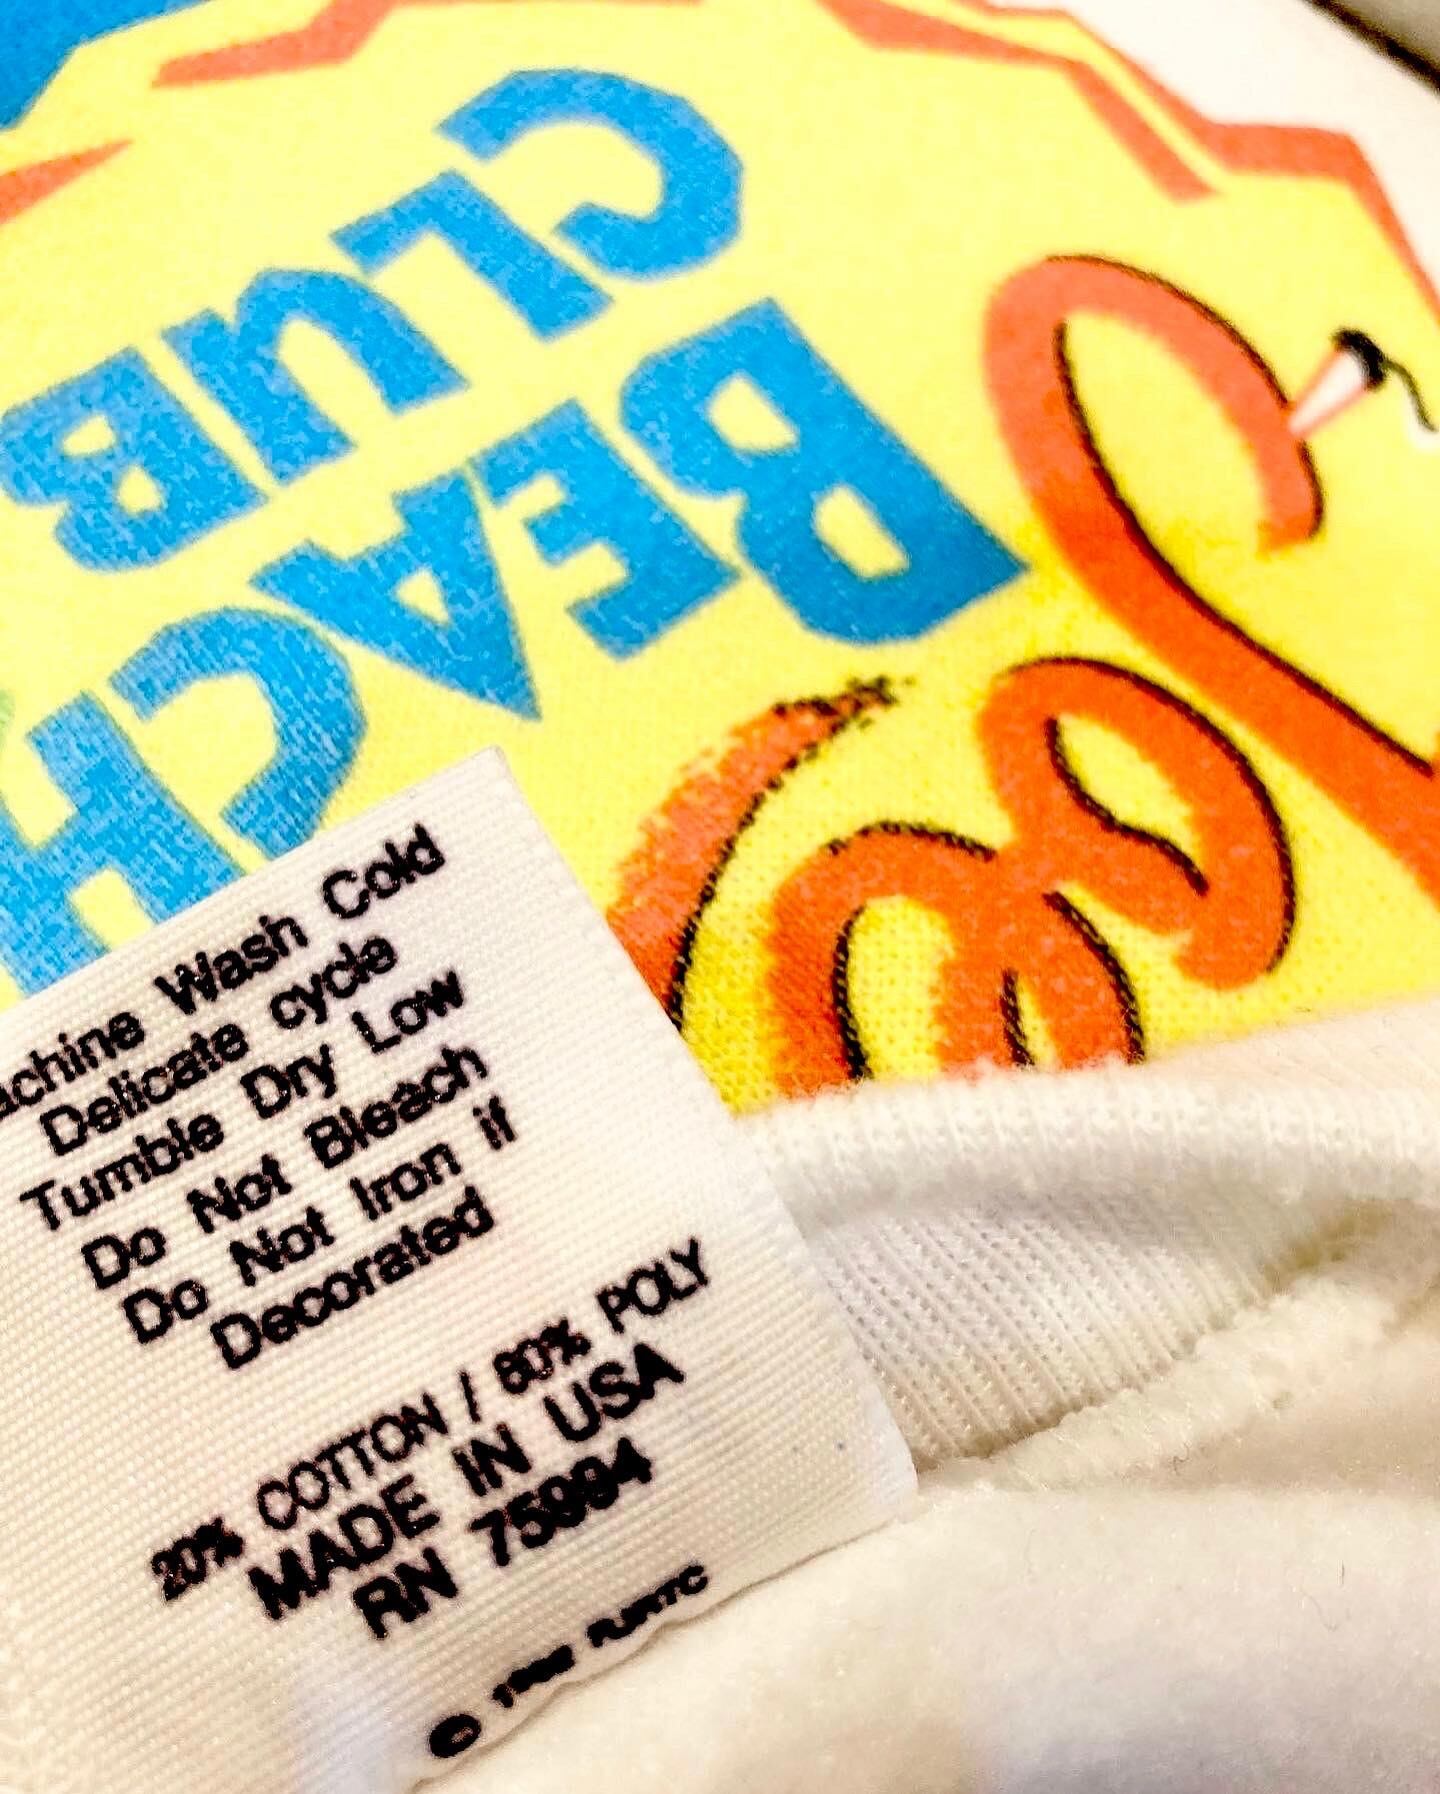 BEACH
CLUB
achine Wash Cold
Delicate cycle
Tumble Dry Low
Do Not Bleach
Do Not Iron if
Decorated
20% COTTON / 80% POLY
MADE IN USA
RN 75994
©